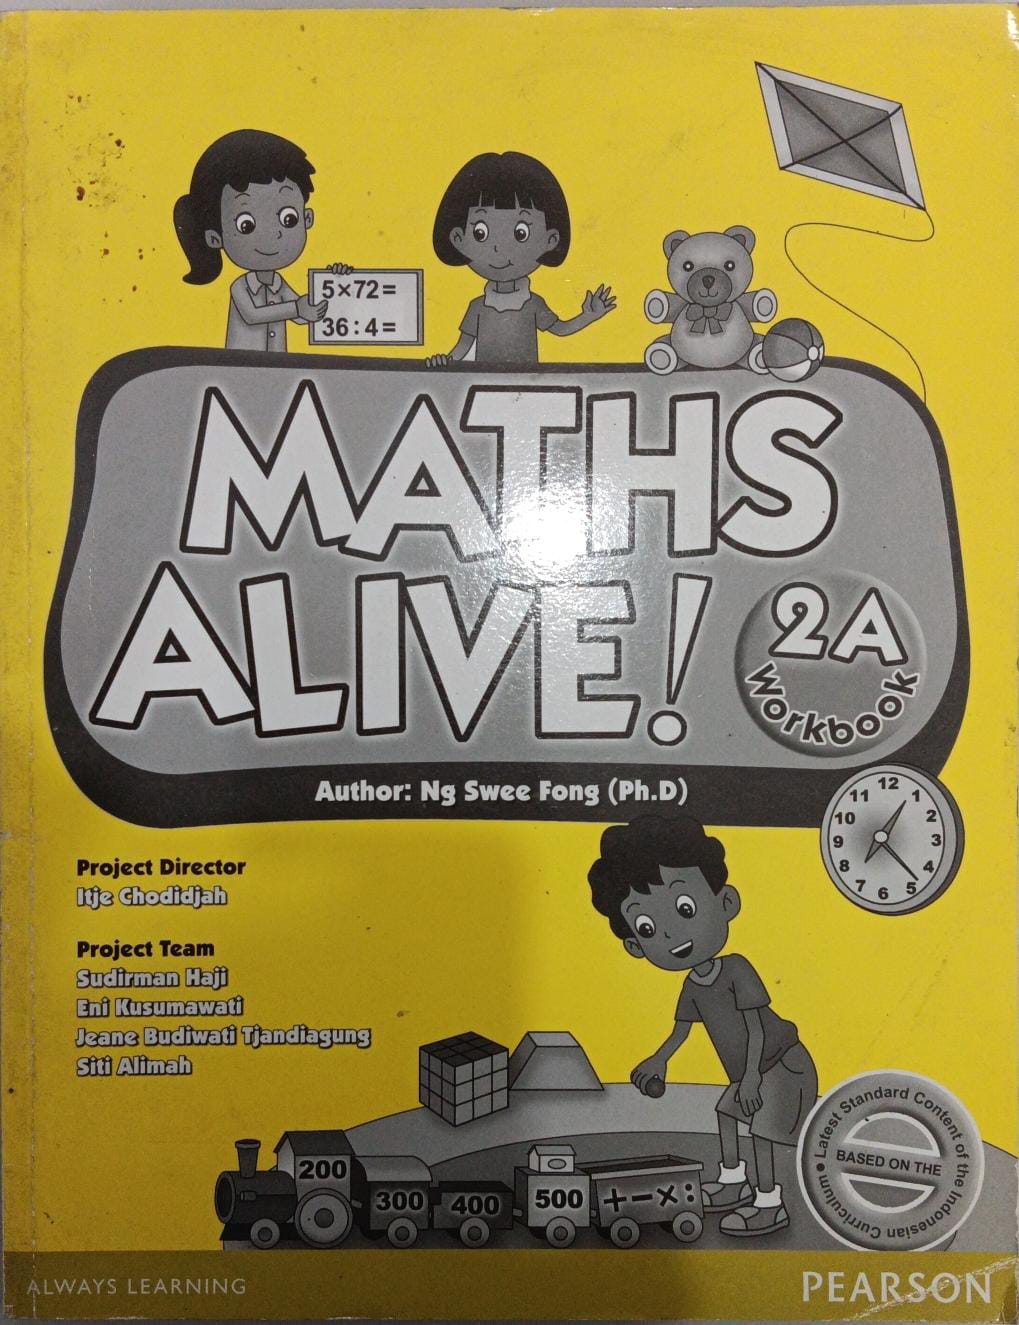 5×72=
36:4=
MATHS
ALIVE!
2A
Workbook
Author: Ng Swee Fong (Ph.D)
12
1
2
3
4
5
6
7
8
9
10
11
Project Director
Itje Chodidjah
Project Team
Sudirman Haji
Eni Kusumawati
Jeane Budiwati Tjandiagung
Siti Alimah
200
300
400
500
+−×:
Latest Standard Content of the Indonesian Curriculum
BASED ON THE
ALWAYS LEARNING
PEARSON